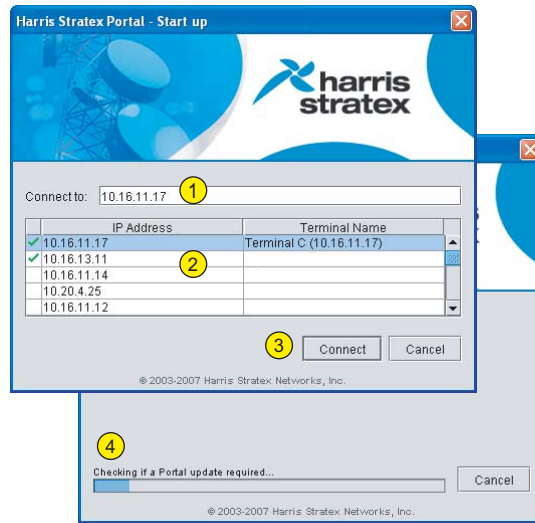 Harris Stratex Portal - Start up
harris
stratex
Connect to: 10.16.11.17 1
IP Address Terminal Name
10.16.11.17 Terminal C (10.16.11.17)
10.16.13.11 2
10.16.11.14
10.20.4.25
10.16.11.12
3 Connect Cancel
© 2003-2007 Harris Stratex Networks, Inc.
4
Checking if a Portal update required...
Cancel
© 2003-2007 Harris Stratex Networks, Inc.